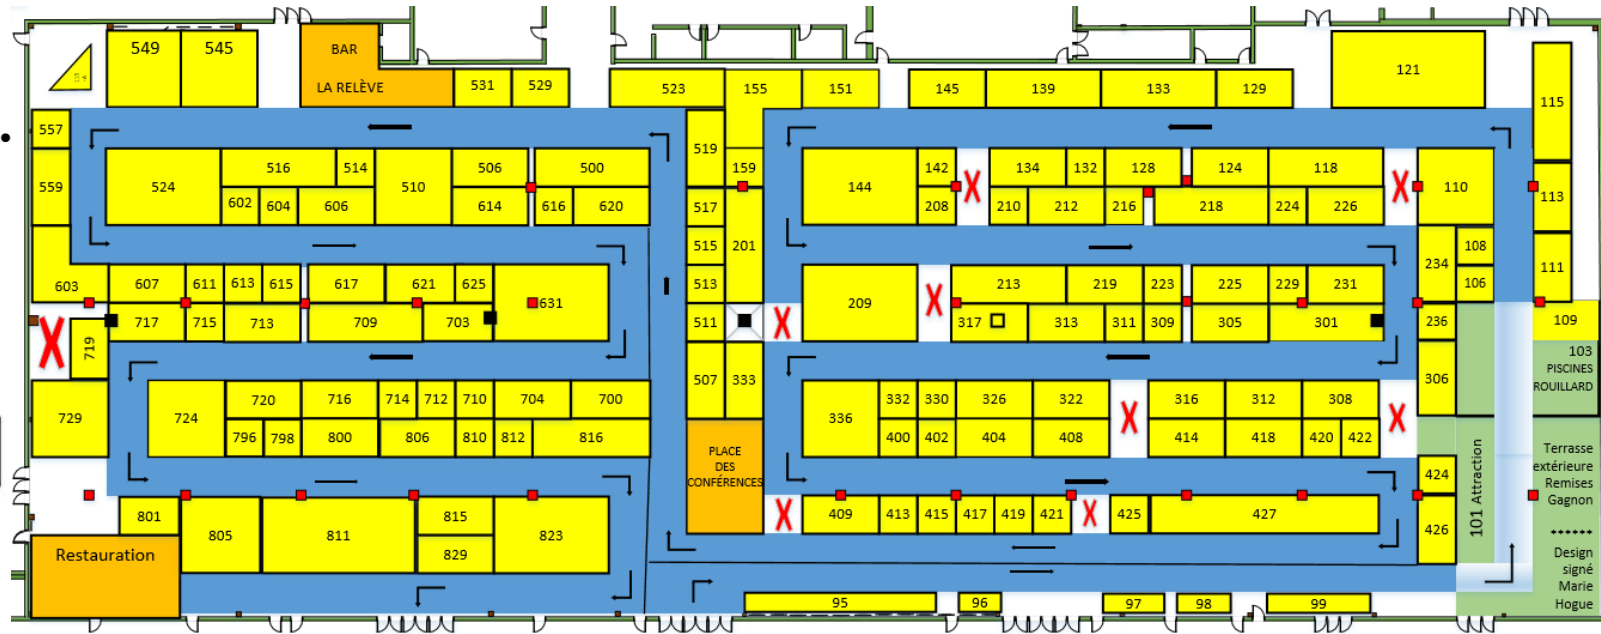 549 545 BAR
LA RELÈVE
531 529 523 155 151 145 139 133 129 121 115
557 519
559 524 516 514 510 506 500 159 144 142 134 132 128 124 118 110 113
602 604 606 614 616 620 517 208 210 212 216 218 224 226
515 201 234 108 111
603 607 611 613 615 617 621 625 631 513 209 213 219 223 225 229 231 106
717 715 713 709 703 511 317 313 311 309 305 301 236 109
719
507 333 306 103
PISCINES
ROUILLARD
729 724 720 716 714 712 710 704 700 336 332 330 326 322 316 312 308
796 798 800 806 810 812 816 400 402 404 408 414 418 420 422
PLACE
DES
CONFÉRENCES
424
101 Attraction
Terrasse
extérieure
Remises
Gagnon
******
Design
signé
Marie
Hogue
801 805 811 815 823 409 413 415 417 419 421 425 427 426
829
Restauration
95 96 97 98 99